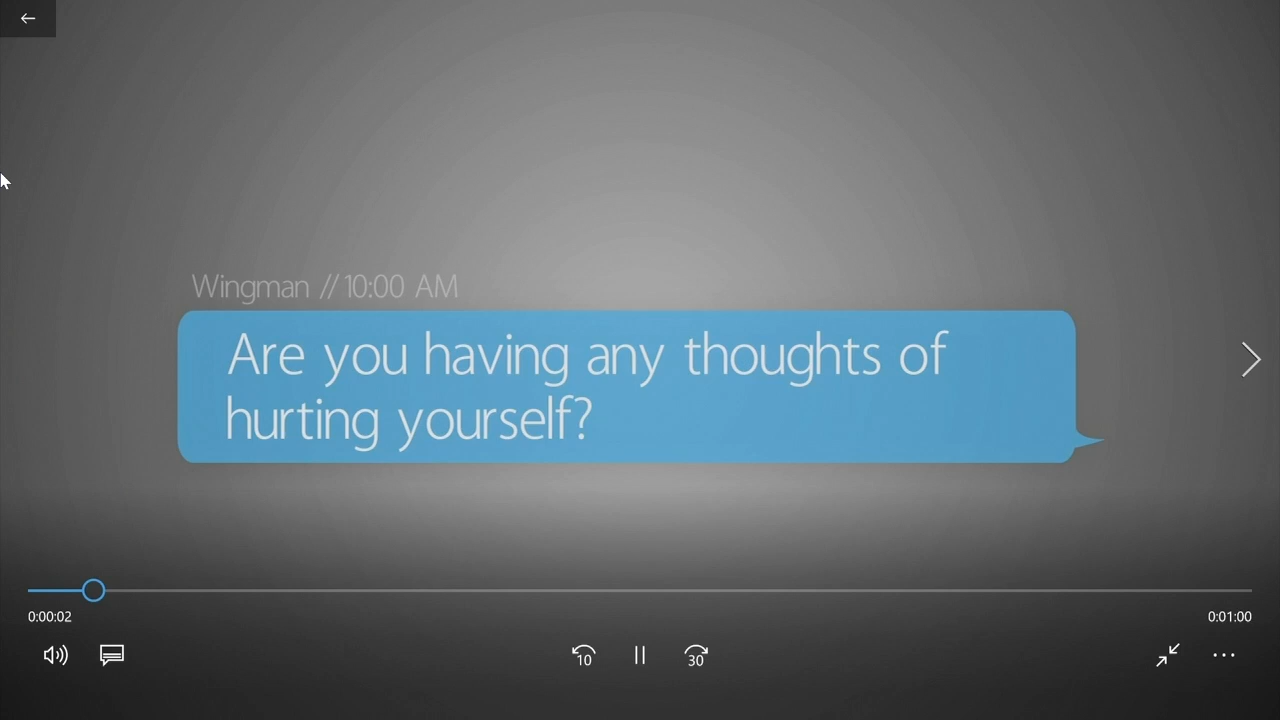 Wingman // 10:00 AM
Are you having any thoughts of
hurting yourself?
0:00:02
0:01:00
10
30